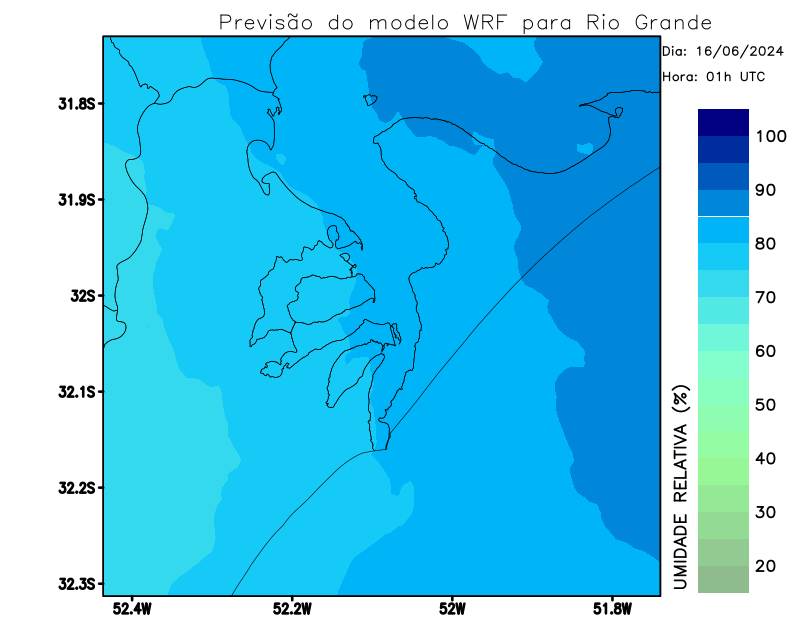 Previsão do modelo WRF para Rio Grande
Dia: 16/06/2024
Hora: 01h UTC
31.8S
31.9S
32S
32.1S
32.2S
32.3S
52.4W
52.2W
52W
51.8W
100
90
80
70
60
50
40
30
20
UMIDADE RELATIVA (%)